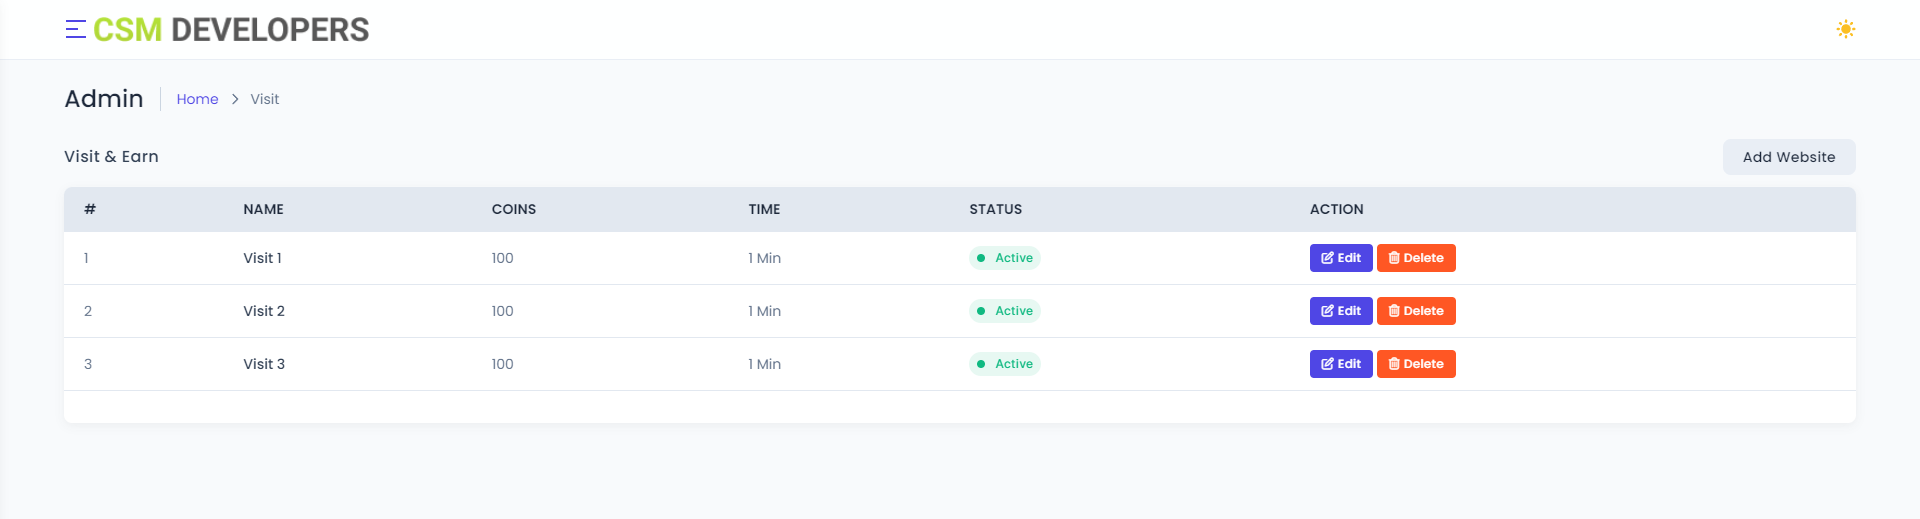 CSM DEVELOPERS
Admin Home > Visit
Visit & Earn Add Website
# NAME COINS TIME STATUS ACTION
1 Visit 1 100 1 Min Active Edit Delete
2 Visit 2 100 1 Min Active Edit Delete
3 Visit 3 100 1 Min Active Edit Delete